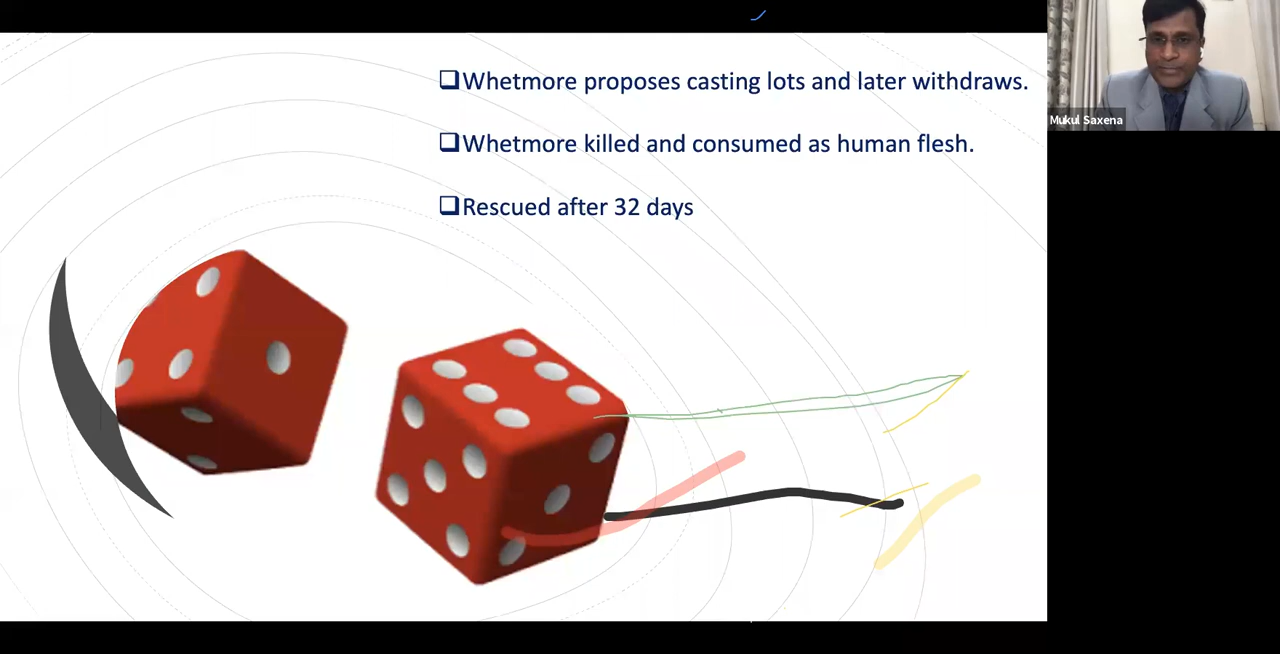 ❑Whetmore proposes casting lots and later withdraws.
Mukul Saxena
❑Whetmore killed and consumed as human flesh.
❑Rescued after 32 days